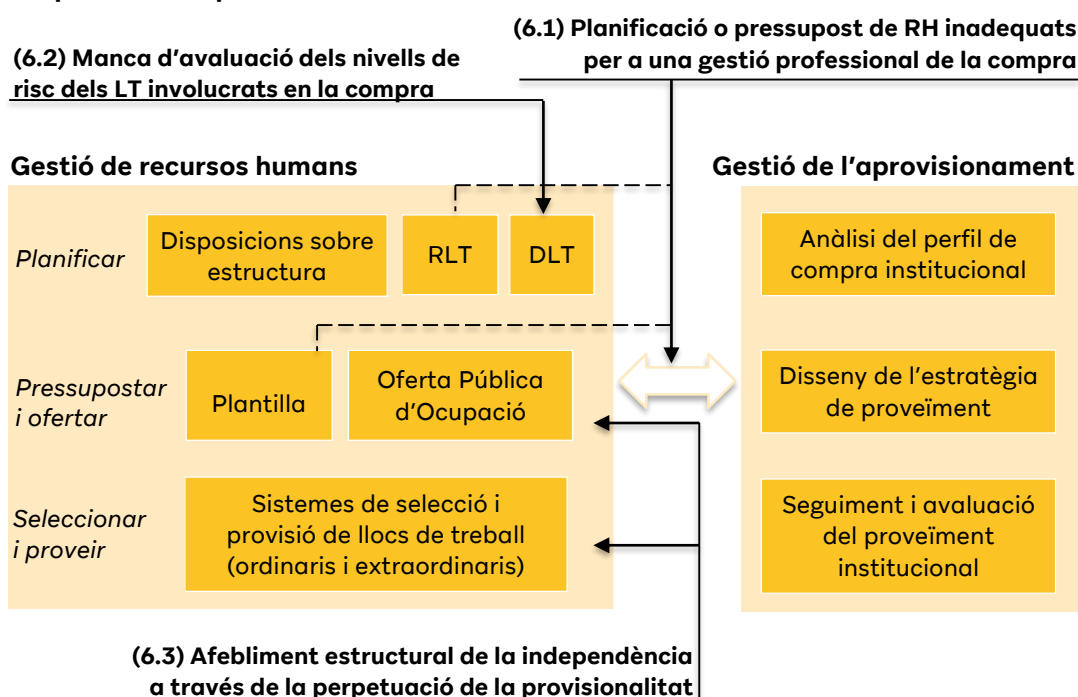 (6.1) Planificació o pressupost de RH inadequats
per a una gestió professional de la compra
(6.2) Manca d'avaluació dels nivells de
risc dels LT involucrats en la compra
Gestió de recursos humans
Gestió de l'aprovisionament
Planificar
Disposicions sobre
estructura
RLT
DLT
Anàlisi del perfil de
compra institucional
Pressupostar
i ofertar
Plantilla
Oferta Pública
d'Ocupació
Disseny de l'estratègia
de proveïment
Seleccionar
i proveir
Sistemes de selecció i
provisió de llocs de treball
(ordinaris i extraordinaris)
Seguiment i avaluació
del proveïment
institucional
(6.3) Afebliment estructural de la independència
a través de la perpetuació de la provisionalitat